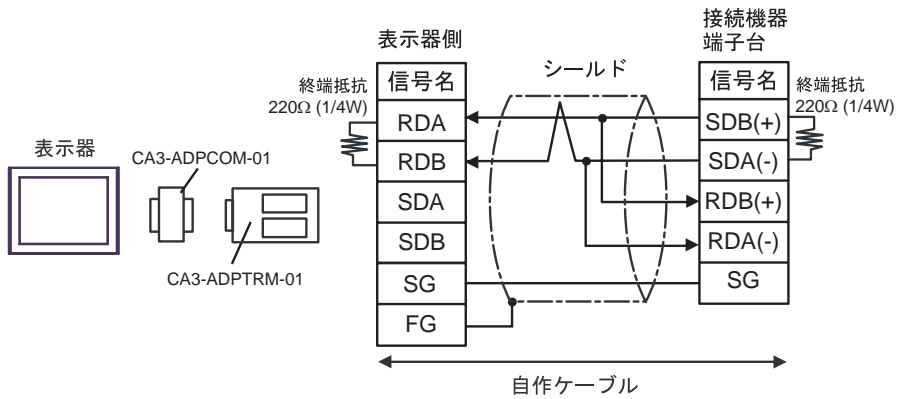 接続機器
端子台
表示器側
シールド
信号名
信号名
終端抵抗
220Ω (1/4W)
終端抵抗
220Ω (1/4W)
RDA
RDB
SDA
SDB
SG
FG
SDB(+)
SDA(-)
RDB(+)
RDA(-)
SG
表示器
CA3-ADPCOM-01
CA3-ADPTRM-01
自作ケーブル